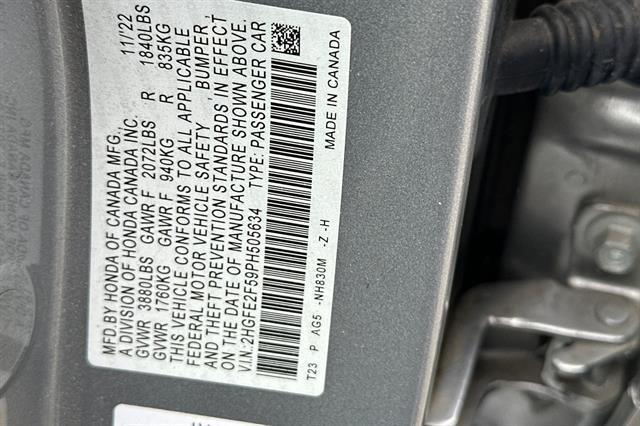 MFD. BY HONDA OF CANADA MFG., 11/'22
A DIVISION OF HONDA CANADA INC.
GVWR 3880LBS GAWR F 2072LBS R 1840LBS
GVWR 1760KG GAWR F 940KG R 835KG
THIS VEHICLE CONFORMS TO ALL APPLICABLE
FEDERAL MOTOR VEHICLE SAFETY BUMPER,
AND THEFT PREVENTION STANDARDS IN EFFECT
ON THE DATE OF MANUFACTURE SHOWN ABOVE.
V.I.N.: 2HGFE2F59PH505634 TYPE: PASSENGER CAR
T23 P AG5 -NH830M -Z -H
MADE IN CANADA